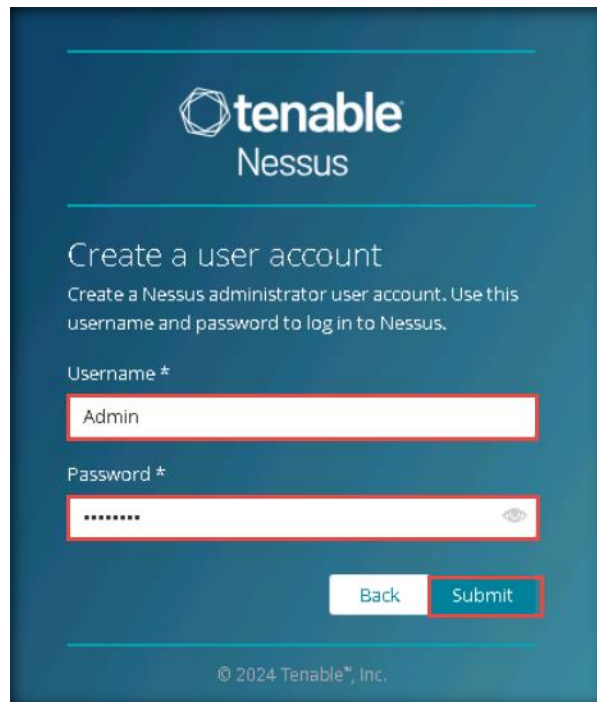 tenable
Nessus
Create a user account
Create a Nessus administrator user account. Use this
username and password to log in to Nessus.
Username *
Admin
Password *
••••••••
Back Submit
© 2024 Tenable™, Inc.